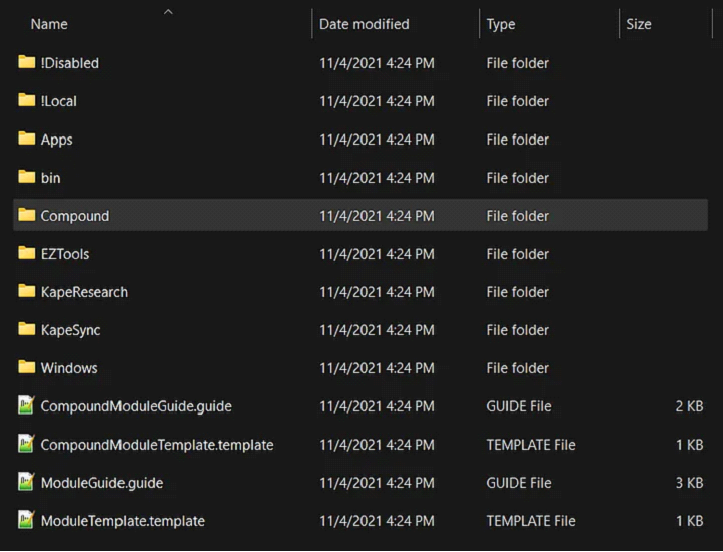 Name Date modified Type Size
!Disabled 11/4/2021 4:24 PM File folder
!Local 11/4/2021 4:24 PM File folder
Apps 11/4/2021 4:24 PM File folder
bin 11/4/2021 4:24 PM File folder
Compound 11/4/2021 4:24 PM File folder
EZTools 11/4/2021 4:24 PM File folder
KapeResearch 11/4/2021 4:24 PM File folder
KapeSync 11/4/2021 4:24 PM File folder
Windows 11/4/2021 4:24 PM File folder
CompoundModuleGuide.guide 11/4/2021 4:24 PM GUIDE File 2 KB
CompoundModuleTemplate.template 11/4/2021 4:24 PM TEMPLATE File 1 KB
ModuleGuide.guide 11/4/2021 4:24 PM GUIDE File 3 KB
ModuleTemplate.template 11/4/2021 4:24 PM TEMPLATE File 1 KB